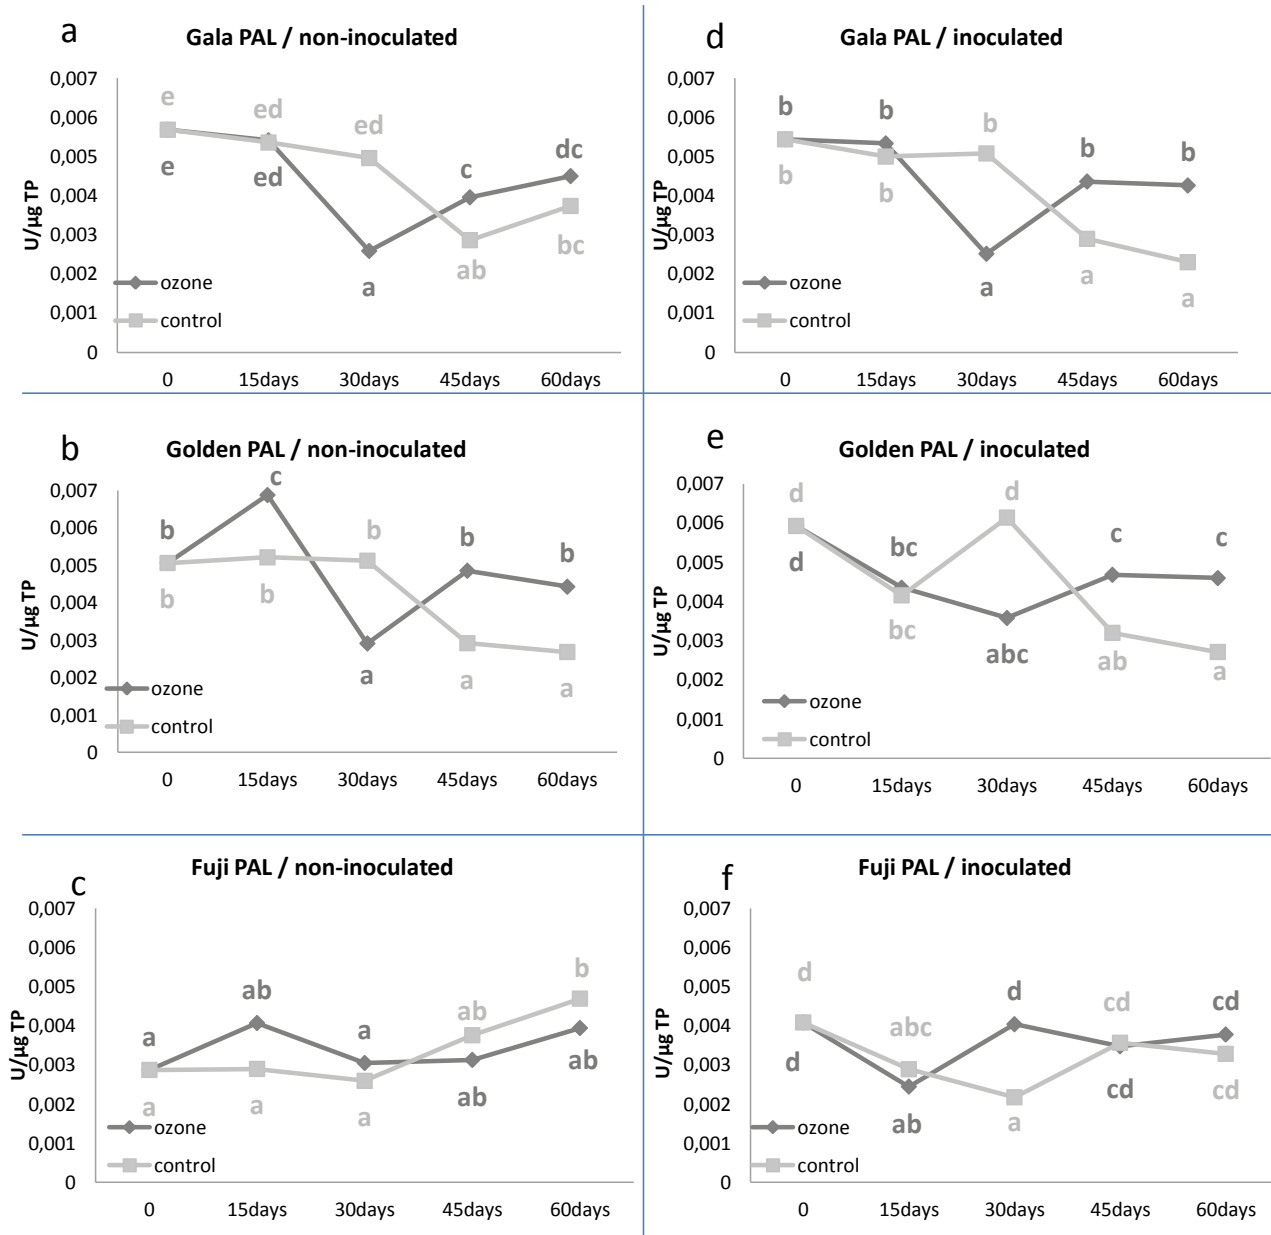 a
Gala PAL / non-inoculated
0,007
0,006
0,005
0,004
0,003
0,002
0,001
0
U/µg TP
e
ed
ed
e
ed
c
dc
a
ab
bc
ozone
control
0 15days 30days 45days 60days
d
Gala PAL / inoculated
0,007
0,006
0,005
0,004
0,003
0,002
0,001
0
U/µg TP
b b b
b b
b b
a
a
a
ozone
control
0 15days 30days 45days 60days
b
Golden PAL / non-inoculated
0,007
0,006
0,005
0,004
0,003
0,002
0,001
0
U/µg TP
c
b b b b
b b
a a a
ozone
control
0 15days 30days 45days 60days
e
Golden PAL / inoculated
0,007
0,006
0,005
0,004
0,003
0,002
0,001
0
U/µg TP
d d
d bc c c
bc abc ab a
ozone
control
0 15days 30days 45days 60days
c
Fuji PAL / non-inoculated
0,007
0,006
0,005
0,004
0,003
0,002
0,001
0
U/µg TP
b
ab
a a ab
ab
a a a ab
ozone
control
0 15days 30days 45days 60days
f
Fuji PAL / inoculated
0,007
0,006
0,005
0,004
0,003
0,002
0,001
0
U/µg TP
d
abc d cd cd
d
ab a cd cd
ozone
control
0 15days 30days 45days 60days